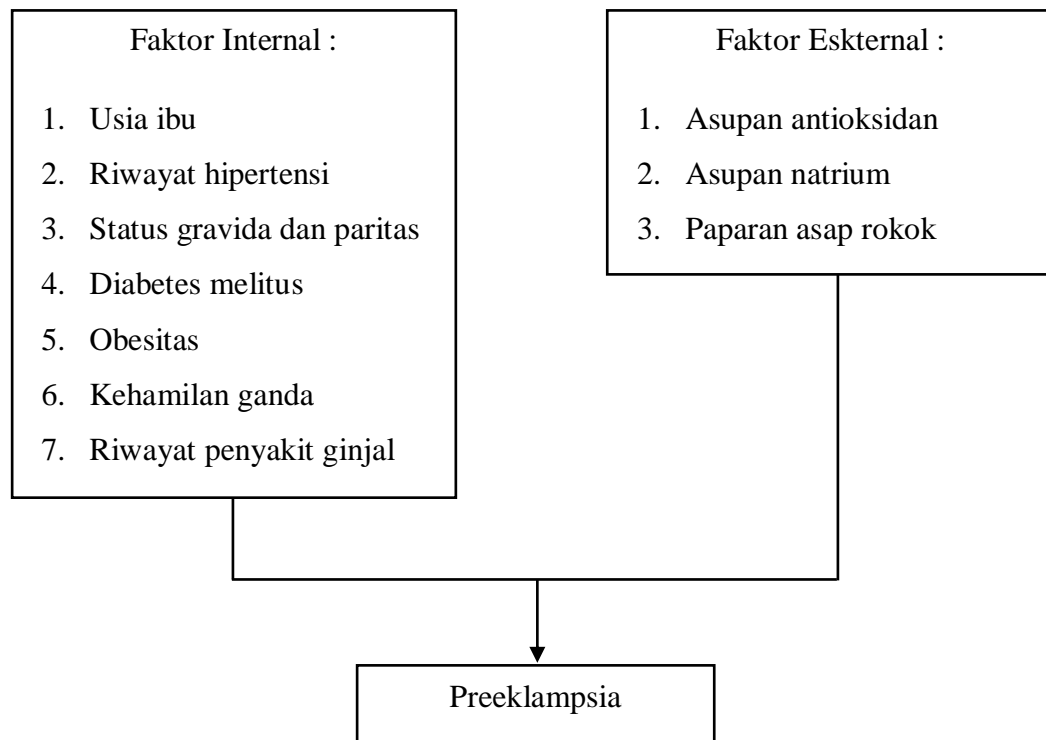 Faktor Internal :
1. Usia ibu
2. Riwayat hipertensi
3. Status gravida dan paritas
4. Diabetes melitus
5. Obesitas
6. Kehamilan ganda
7. Riwayat penyakit ginjal
Faktor Eskternal :
1. Asupan antioksidan
2. Asupan natrium
3. Paparan asap rokok
Preeklampsia